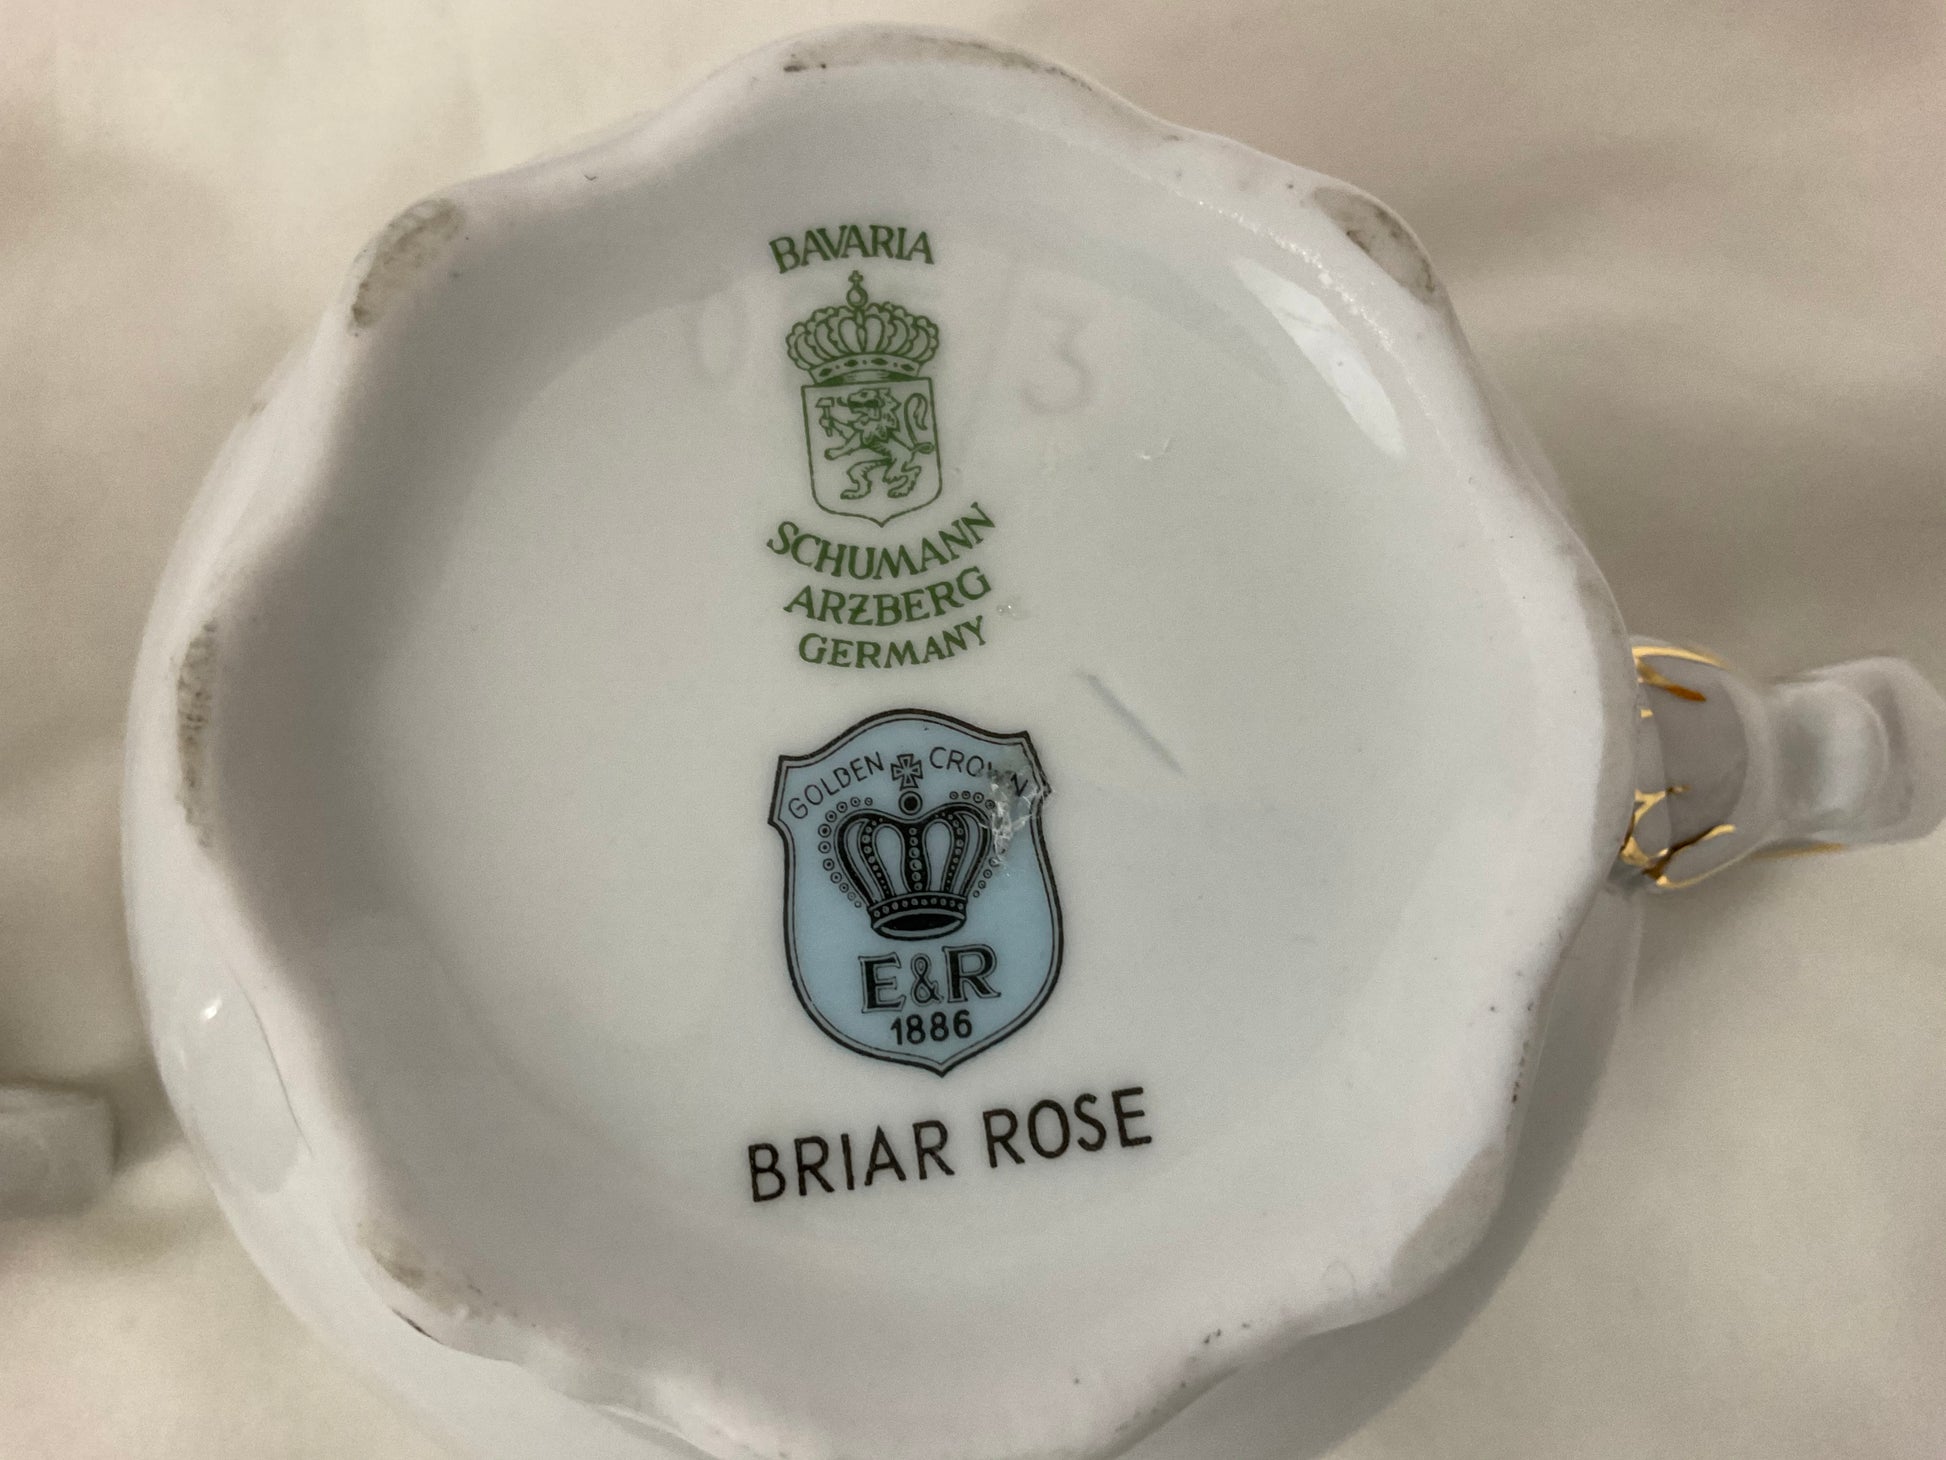 BAVARIA
SCHUMANN
ARZBERG
GERMANY
GOLDEN CROWN
E&R
1886
BRIAR ROSE